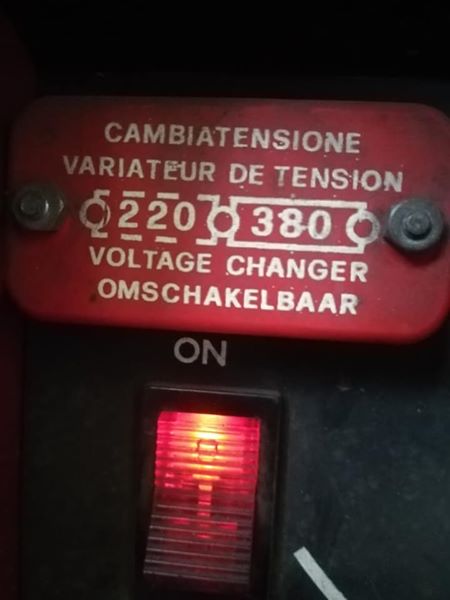 CAMBIATENSIONE
VARIATEUR DE TENSION
220 380
VOLTAGE CHANGER
OMSCHAKELBAAR
ON